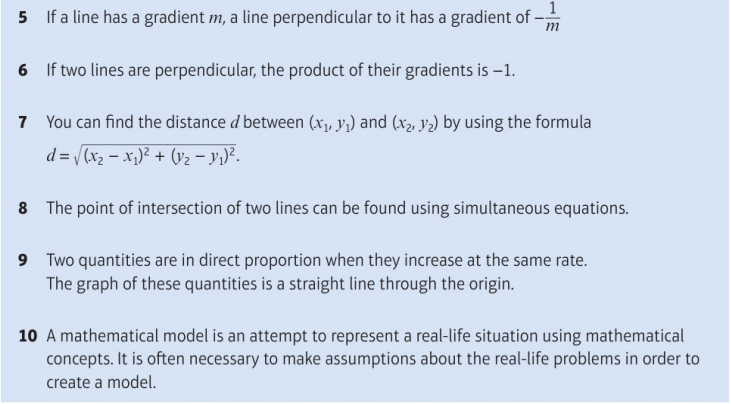 5 If a line has a gradient m, a line perpendicular to it has a gradient of −1/m
6 If two lines are perpendicular, the product of their gradients is −1.
7 You can find the distance d between (x₁, y₁) and (x₂, y₂) by using the formula
d = √((x₂ − x₁)² + (y₂ − y₁)²).
8 The point of intersection of two lines can be found using simultaneous equations.
9 Two quantities are in direct proportion when they increase at the same rate.
The graph of these quantities is a straight line through the origin.
10 A mathematical model is an attempt to represent a real-life situation using mathematical
concepts. It is often necessary to make assumptions about the real-life problems in order to
create a model.